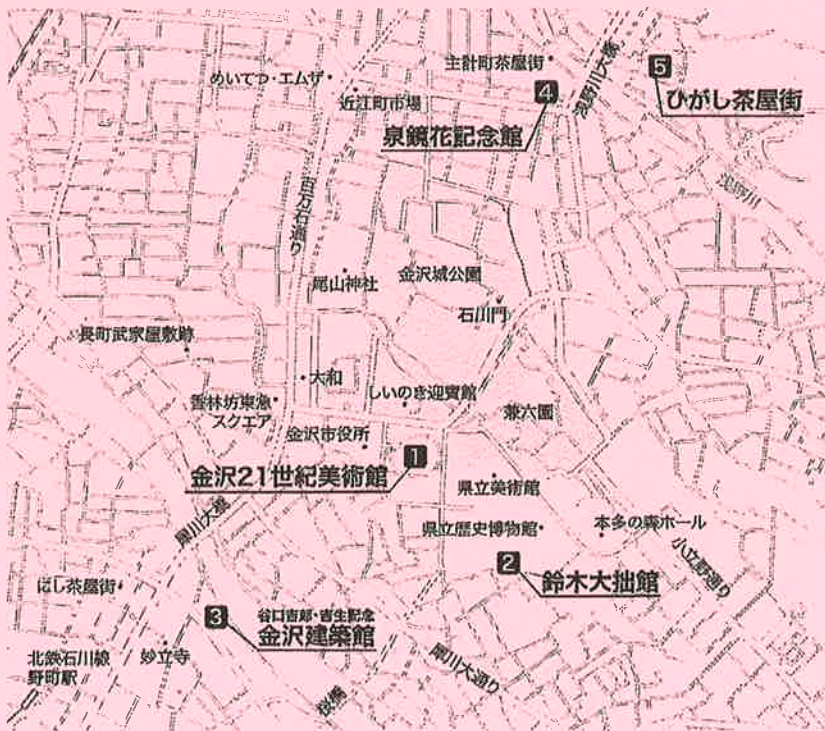 主計町茶屋街
めいてつ・エムザ
近江町市場
4
泉鏡花記念館
浅野川大橋
5
ひがし茶屋街
浅野川
百万石通り
尾山神社
金沢城公園
石川門
長町武家屋敷跡
大和
しいのき迎賓館
香林坊東急
スクエア
兼六園
金沢市役所
1
金沢21世紀美術館
県立美術館
犀川大橋
県立歴史博物館
本多の森ホール
小立野通り
2
鈴木大拙館
にし茶屋街
3
谷口吉郎・吉生記念
金沢建築館
北鉄石川線
野町駅
妙立寺
犀川大通り
桜橋